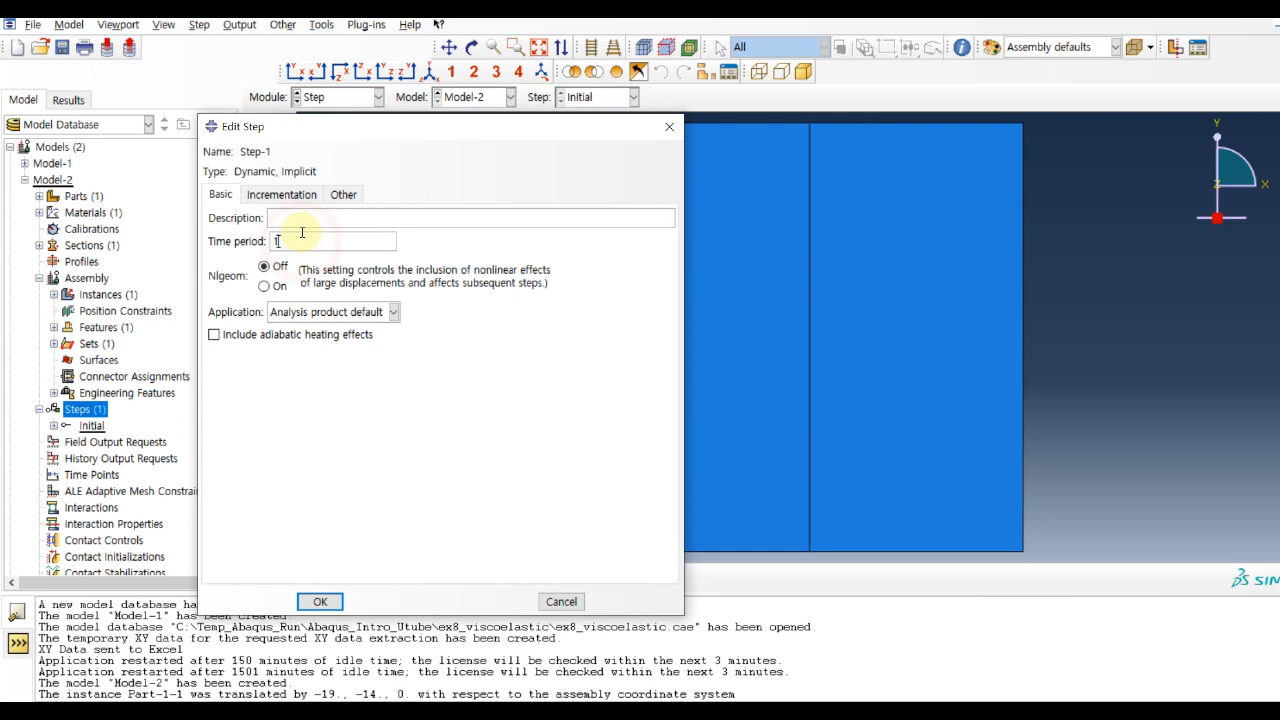 File Model Viewport View Step Output Other Tools Plug-ins Help
All Assembly defaults
1 2 3 4
Model Results Module: Step Model: Model-2 Step: Initial
Model Database
Models (2)
Model-1
Model-2
Parts (1)
Materials (1)
Calibrations
Sections (1)
Profiles
Assembly
Instances (1)
Position Constraints
Features (1)
Sets (1)
Surfaces
Connector Assignments
Engineering Features
Steps (1)
Initial
Field Output Requests
History Output Requests
Time Points
ALE Adaptive Mesh Constrai
Interactions
Interaction Properties
Contact Controls
Contact Initializations
Contact Stabilizations
Edit Step
Name: Step-1
Type: Dynamic, Implicit
Basic Incrementation Other
Description:
Time period: 1
Nlgeom: Off (This setting controls the inclusion of nonlinear effects
On of large displacements and affects subsequent steps.)
Application: Analysis product default
Include adiabatic heating effects
OK Cancel
Y
Z X
SIM
A new model database ha
The model "Model-1" has been created.
The model database "C:\Temp_Abaqus_Run\Abaqus_Intro_Utube\ex8_viscoelastic\ex8_viscoelastic.cae" has been opened.
The temporary XY data for the requested XY data extraction has been created.
XY Data sent to Excel
Application restarted after 150 minutes of idle time; the license will be checked within the next 3 minutes.
Application restarted after 1501 minutes of idle time; the license will be checked within the next 3 minutes.
The model "Model-2" has been created.
The instance Part-1-1 was translated by -19., -14., 0. with respect to the assembly coordinate system